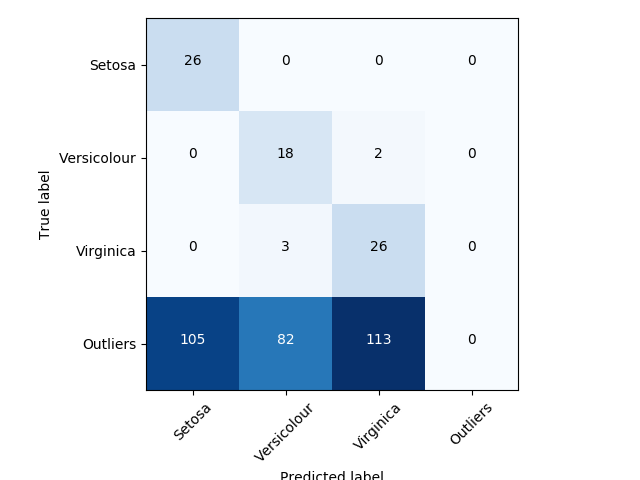 Setosa 26 0 0 0
Versicolour 0 18 2 0
Virginica 0 3 26 0
Outliers 105 82 113 0
True label
Setosa Versicolour Virginica Outliers
Predicted label